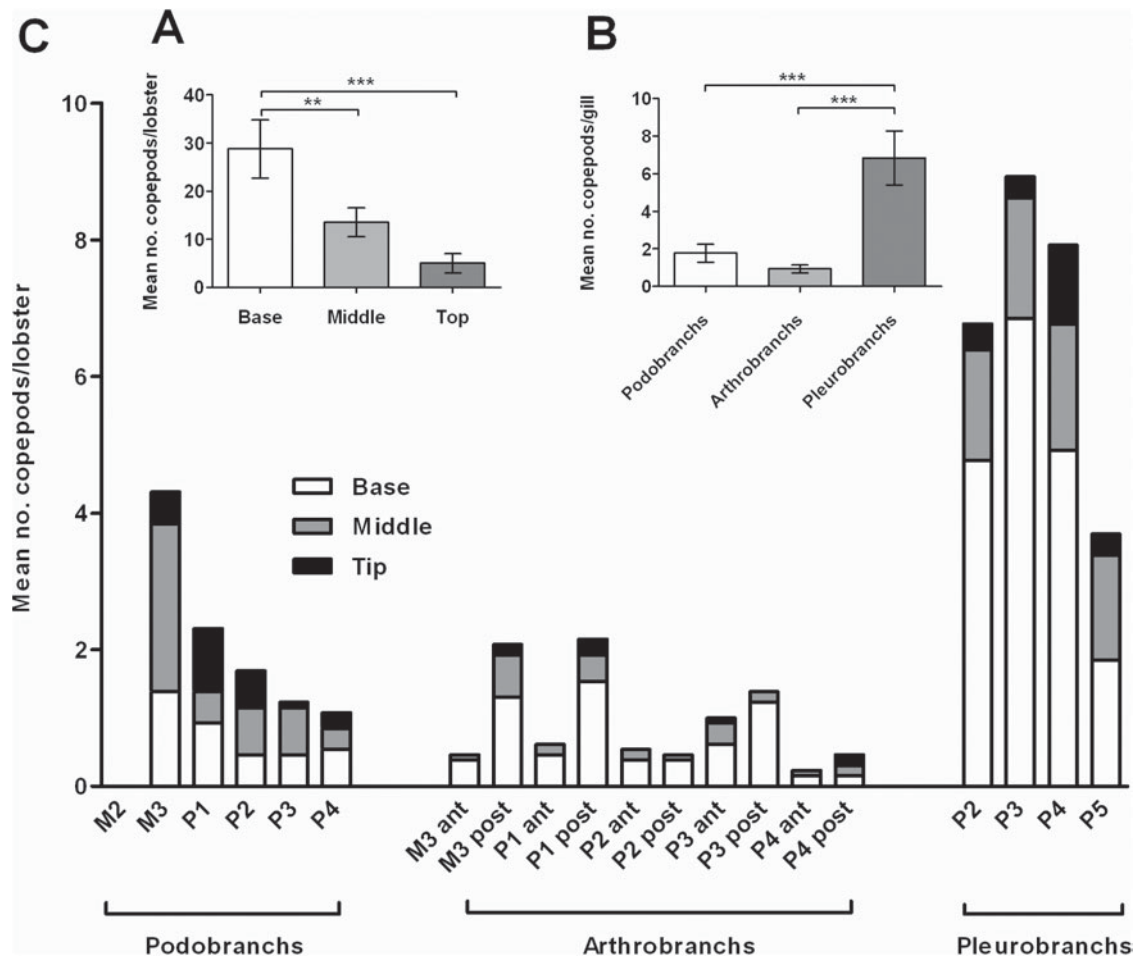 C
A
B
Mean no. copepods/lobster
10
8
6
4
2
0
Mean no. copepods/lobster
40
30
20
10
0
***
**
Base Middle Top
Mean no. copepods/gill
10
8
6
4
2
0
***
***
Podobranchs Arthrobranchs Pleurobranchs
Base
Middle
Tip
M2 M3 P1 P2 P3 P4 M3 ant M3 post P1 ant P1 post P2 ant P2 post P3 ant P3 post P4 ant P4 post P2 P3 P4 P5
Podobranchs Arthrobranchs Pleurobranchs